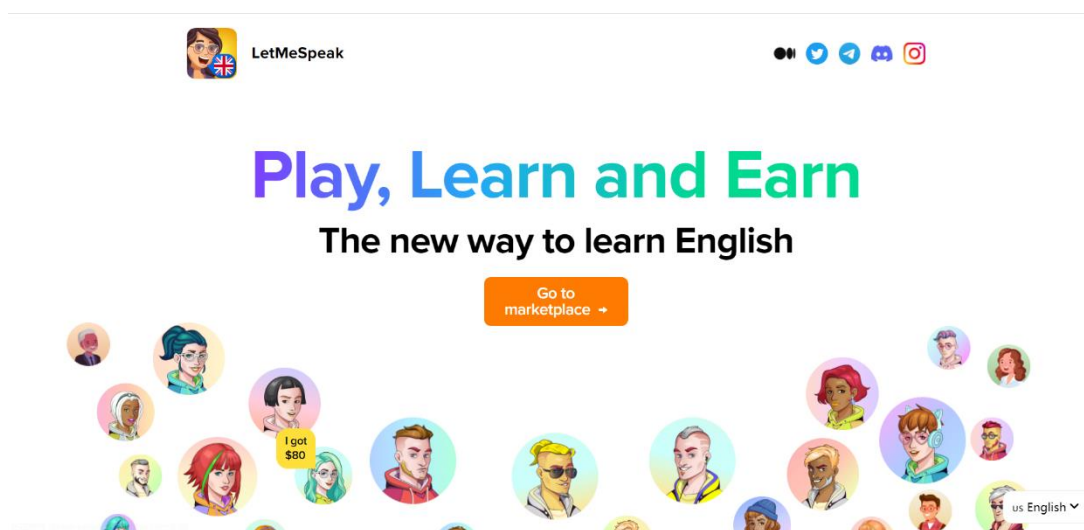 LetMeSpeak
Play, Learn and Earn
The new way to learn English
Go to
marketplace →
I got
$80
us English